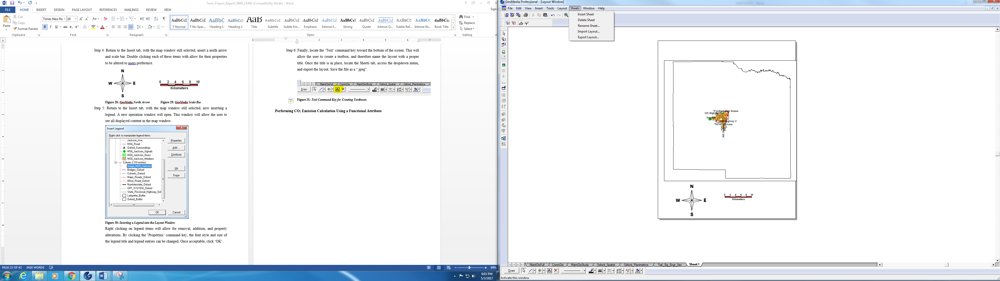 Term_Project_Report_WBR_CE495 [Compatibility Mode] - Word
Sign
FILE HOME INSERT DESIGN PAGE LAYOUT REFERENCES MAILINGS REVIEW VIEW
Paste
Cut
Copy
Format Painter
Clipboard
Times New Ro 10
Font
Paragraph
AaBbCcI AaBbCcI AaBbC AaBbCcI AaB AaBbCcD AaBbCcI AaBbCcI AaBbCcI AaBbCcI AaBbCcI AaBbCcI AaBbCcD AaBbCcI AaBbCcI
¶ Normal ¶ No Spac... Heading 1 Heading 2 Title Subtitle Subtle Em... Emphasis Intense E... Strong Quote Intense Q... Subtle Ref... Intense Re... Book Title
Styles
Find
Replace
Select
Editing
Step 4: Return to the Insert tab, with the map window still selected, insert a north arrow
and scale bar. Double clicking each of these items with allow for their properties
to be altered to users preference.
N
W E
S
0 2 4 6 8 10
Kilometers
Figure 28: GeoMedia North Arrow Figure 29: GeoMedia Scale Bar
Step 5: Return to the Insert tab, with the map window still selected, now inserting a
legend. A new operation window will open. This window will allow the user to
see all displayed content in the map window.
Insert Legend
Right click to manipulate legend items:
Jackson_Ave
MS6_Road
Oxford_Surroundings
MS6_Jackson_Signals
MS6_Jackson_Grass
MS6_Jackson_Medians
Column 2 (10 entries)
Image_MS6_Jackson
Bridges_Oxford
Culverts_Oxford
Major_Roads_Oxford
Minor_Road_Oxford
NonInterstate_Oxford
OFF_SYSTEM_Oxford
State_Provincial_Highway_Oxf
Lafayette_Buffer
Oxford_Buffer
Properties
Add ...
Distribute
Up
Down
OK Cancel
Figure 30: Inserting a Legend into the Layout Window
Right clicking on legend items will allow for removal, addition, and property
alterations. By clicking the ‘Properties’ command key, the font style and size of
the legend title and legend entries can be changed. Once acceptable, click ‘OK’.
Step 6: Finally, locate the ‘Text’ command key toward the bottom of the screen. This will
allow the user to create a textbox, and therefore name the layout with a proper
title. Once the title is in place, locate the Sheets tab, access the dropdown menu,
and export the layout. Save the file as a “.jpeg”.
MaintDisFull CommDis MaintDisStudy Oxford_Spatial Oxford_Planimetrics
Draw
Figure 31: Text Command Key for Creating Textboxes
Performing CO2 Emission Calculation Using a Functional Attribute
PAGE 22 OF 42 3418 WORDS
89%
9:03 PM
5/3/2017
GeoMedia Professional - [Layout Window]
File Edit View Insert Tools Layout Sheets Window Help
Insert Sheet
Delete Sheet
Rename Sheet...
Import Layout...
Export Layout...
Woodland Hills Estates
MS Highway
Highway 6
Taylor
N
W E
S
0 2 4 6 8 10
Kilometers
MaintDisFull CommDis MaintDisStudy Oxford_Spatial Oxford_Planimetrics Traf_Sig_Engr_Sec Sheet 1
Draw
Activate this window